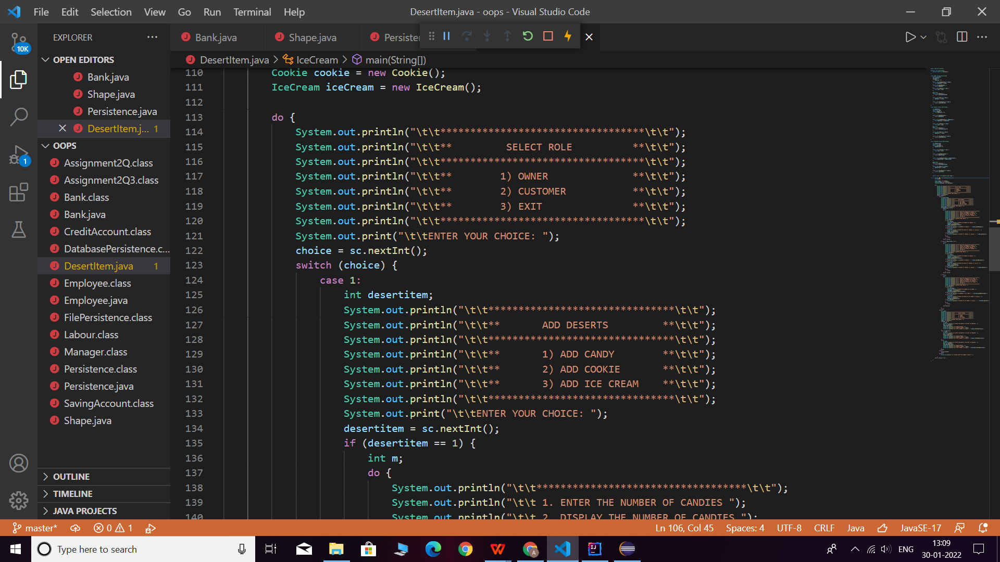 File Edit Selection View Go Run Terminal Help
DesertItem.java - oops - Visual Studio Code
10K
1
EXPLORER
OPEN EDITORS
Bank.java
Shape.java
Persistence.java
DesertItem.j... 1
OOPS
Assignment2Q.class
Assignment2Q3.class
Bank.class
Bank.java
CreditAccount.class
DatabasePersistence.c...
DesertItem.java 1
Employee.class
Employee.java
FilePersistence.class
Labour.class
Manager.class
Persistence.class
Persistence.java
SavingAccount.class
Shape.java
OUTLINE
TIMELINE
JAVA PROJECTS
Bank.java Shape.java Persister
DesertItem.java > IceCream > main(String[])
110 Cookie cookie = new Cookie();
111 IceCream iceCream = new IceCream();
112
113 do {
114 System.out.println("\t\t**********************************\t\t");
115 System.out.println("\t\t**         SELECT ROLE          **\t\t");
116 System.out.println("\t\t**********************************\t\t");
117 System.out.println("\t\t**        1) OWNER              **\t\t");
118 System.out.println("\t\t**        2) CUSTOMER           **\t\t");
119 System.out.println("\t\t**        3) EXIT               **\t\t");
120 System.out.println("\t\t**********************************\t\t");
121 System.out.print("\t\tENTER YOUR CHOICE: ");
122 choice = sc.nextInt();
123 switch (choice) {
124 case 1:
125 int desertitem;
126 System.out.println("\t\t*******************************\t\t");
127 System.out.println("\t\t**       ADD DESERTS         **\t\t");
128 System.out.println("\t\t*******************************\t\t");
129 System.out.println("\t\t**       1) ADD CANDY        **\t\t");
130 System.out.println("\t\t**       2) ADD COOKIE       **\t\t");
131 System.out.println("\t\t**       3) ADD ICE CREAM    **\t\t");
132 System.out.println("\t\t*******************************\t\t");
133 System.out.print("\t\tENTER YOUR CHOICE: ");
134 desertitem = sc.nextInt();
135 if (desertitem == 1) {
136 int m;
137 do {
138 System.out.println("\t\t***********************************\t\t");
139 System.out.println("\t\t 1. ENTER THE NUMBER OF CANDIES ");
140 System.out.println("\t\t 2. DISPLAY THE NUMBER OF CANDIES ");
master* 0 1 Ln 106, Col 45 Spaces: 4 UTF-8 CRLF Java JavaSE-17
Type here to search
ENG
13:09
30-01-2022